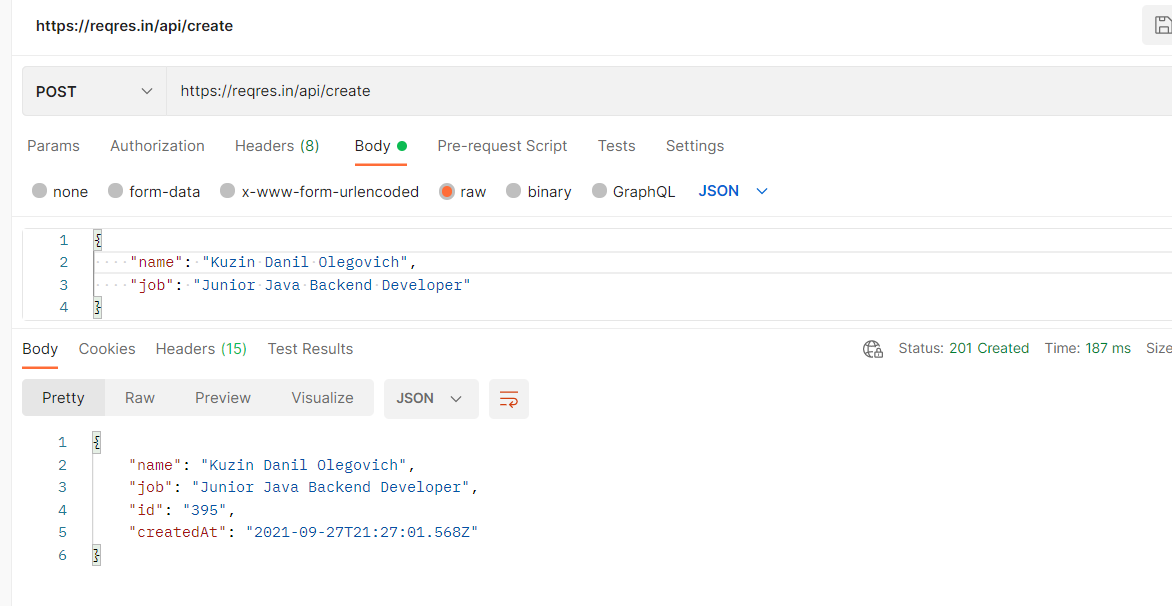 https://reqres.in/api/create
POST https://reqres.in/api/create
Params Authorization Headers (8) Body Pre-request Script Tests Settings
none form-data x-www-form-urlencoded raw binary GraphQL JSON
1 {
2 "name": "Kuzin Danil Olegovich",
3 "job": "Junior Java Backend Developer"
4 }
Body Cookies Headers (15) Test Results Status: 201 Created Time: 187 ms Size
Pretty Raw Preview Visualize JSON
1 {
2 "name": "Kuzin Danil Olegovich",
3 "job": "Junior Java Backend Developer",
4 "id": "395",
5 "createdAt": "2021-09-27T21:27:01.568Z"
6 }